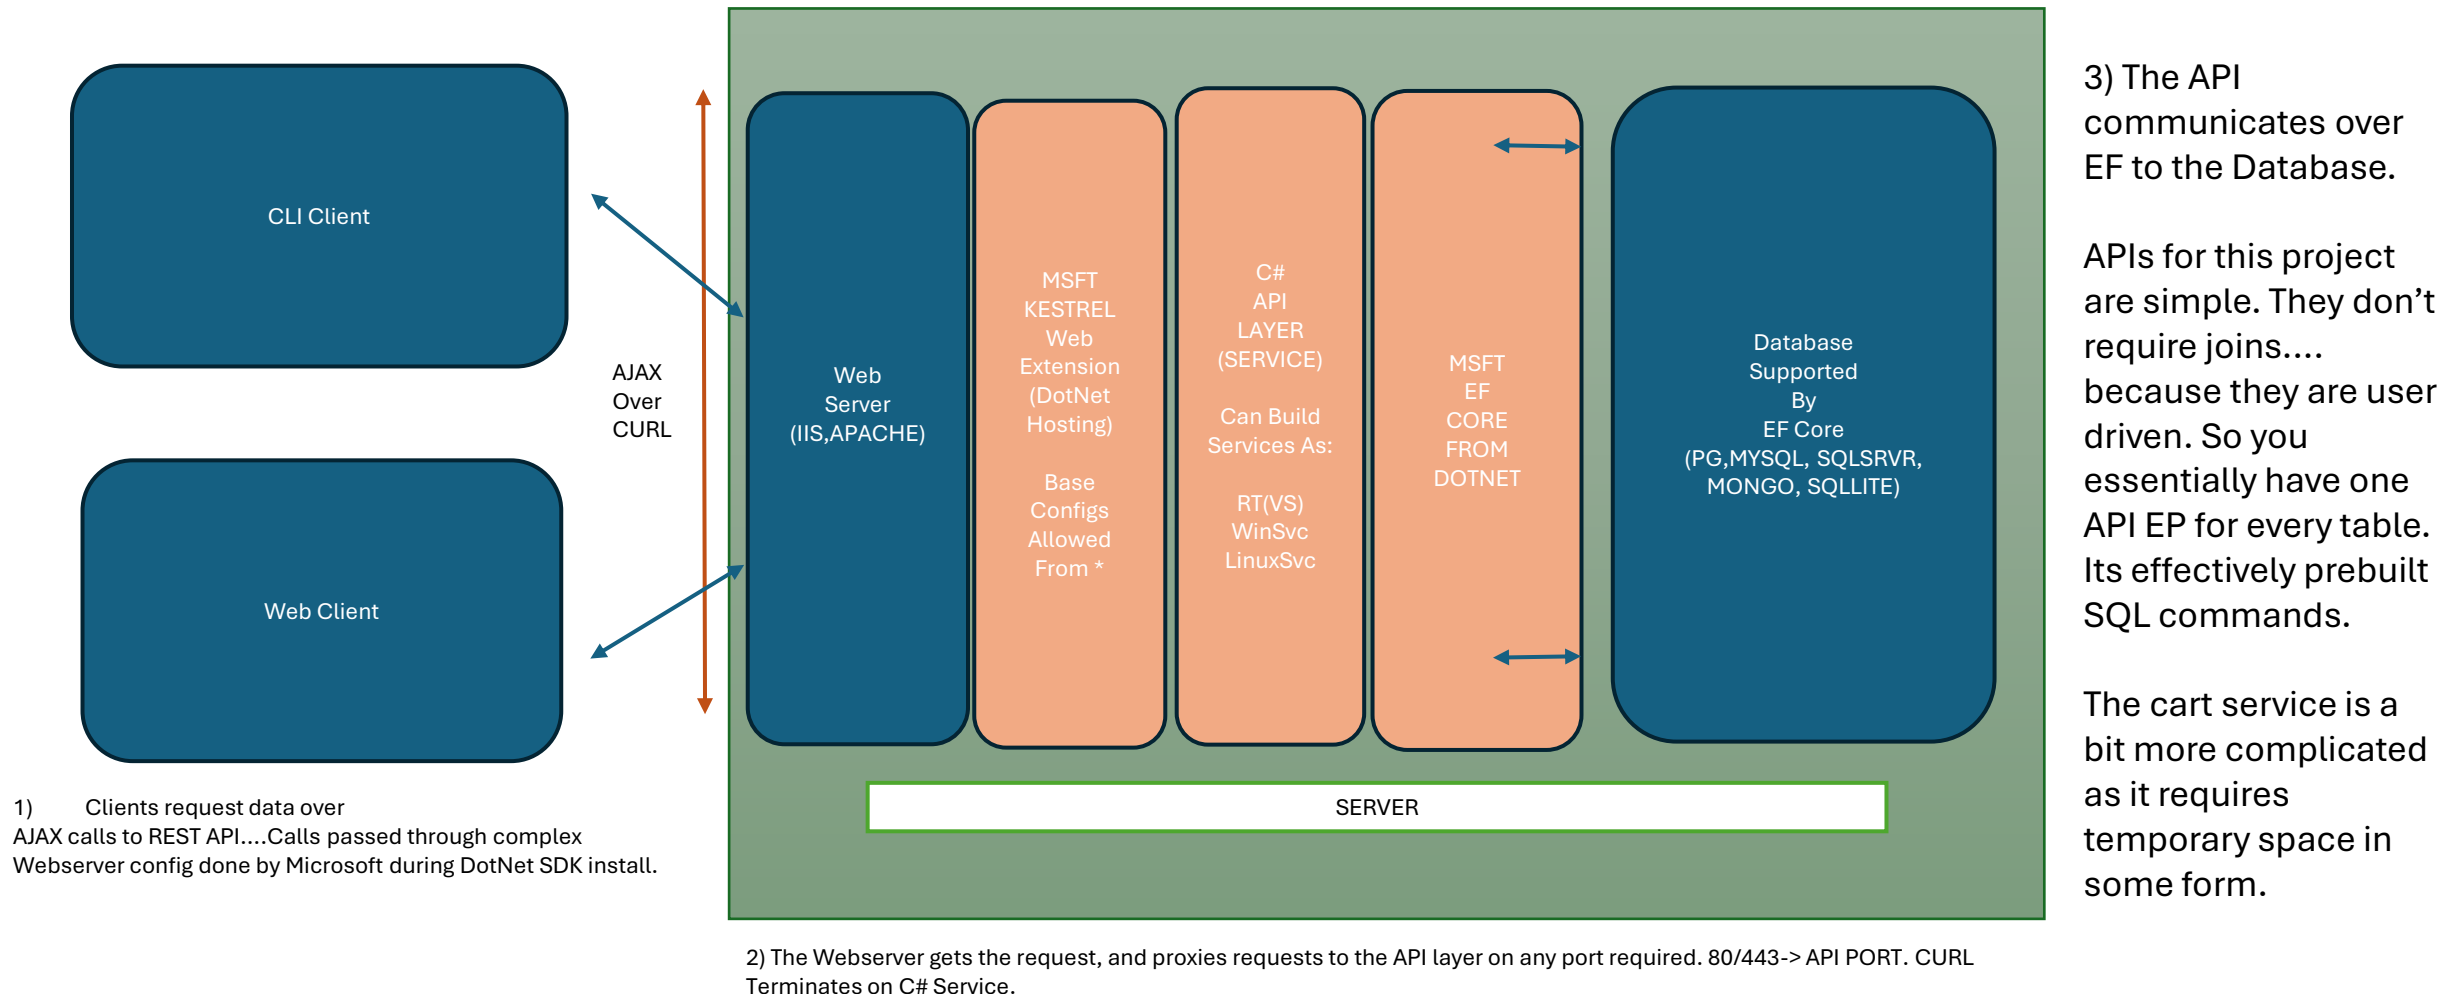 CLI Client
Web Client
AJAX
Over
CURL
1) Clients request data over
AJAX calls to REST API....Calls passed through complex
Webserver config done by Microsoft during DotNet SDK install.
Web
Server
(IIS,APACHE)
MSFT
KESTREL
Web
Extension
(DotNet
Hosting)
Base
Configs
Allowed
From *
C#
API
LAYER
(SERVICE)
Can Build
Services As:
RT(VS)
WinSvc
LinuxSvc
MSFT
EF
CORE
FROM
DOTNET
Database
Supported
By
EF Core
(PG,MYSQL, SQLSRVR,
MONGO, SQLLITE)
SERVER
2) The Webserver gets the request, and proxies requests to the API layer on any port required. 80/443-> API PORT. CURL
Terminates on C# Service.
3) The API
communicates over
EF to the Database.
APIs for this project
are simple. They don’t
require joins....
because they are user
driven. So you
essentially have one
API EP for every table.
Its effectively prebuilt
SQL commands.
The cart service is a
bit more complicated
as it requires
temporary space in
some form.